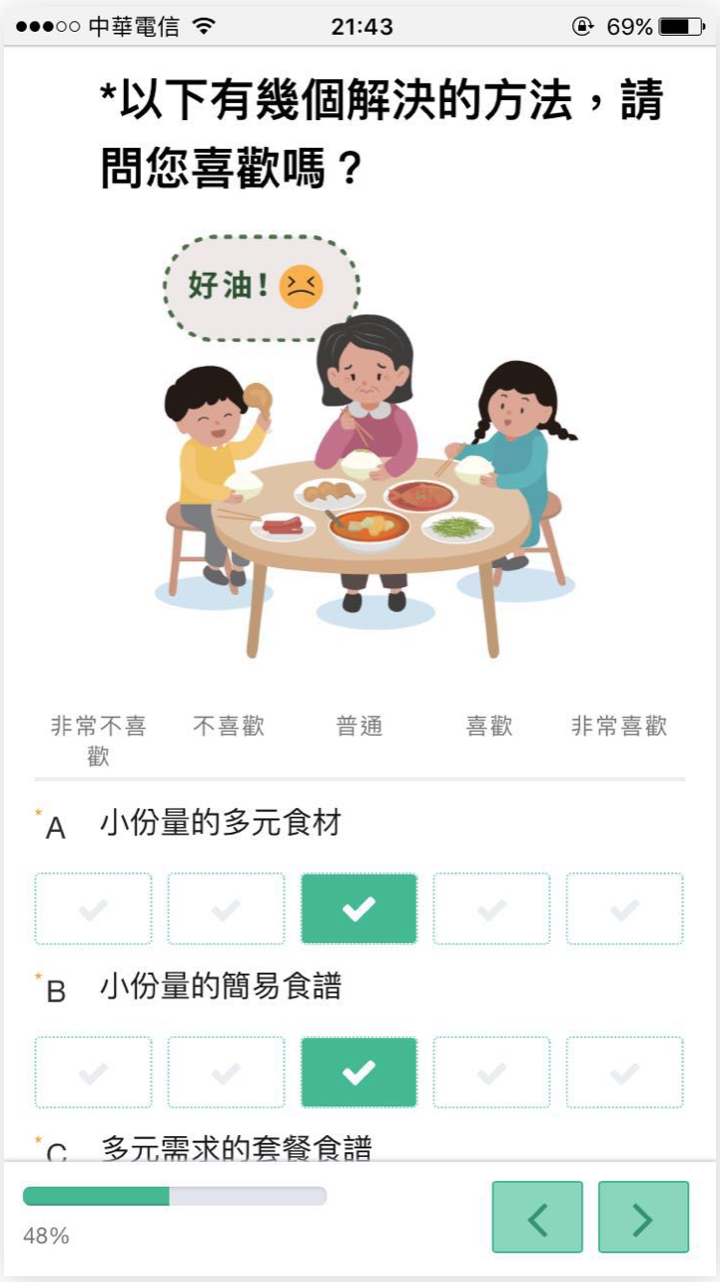 中華電信 21:43 69%
*以下有幾個解決的方法，請
問您喜歡嗎？
好油！
非常不喜歡 不喜歡 普通 喜歡 非常喜歡
*A 小份量的多元食材
*B 小份量的簡易食譜
*C 多元需求的套餐食譜
48%